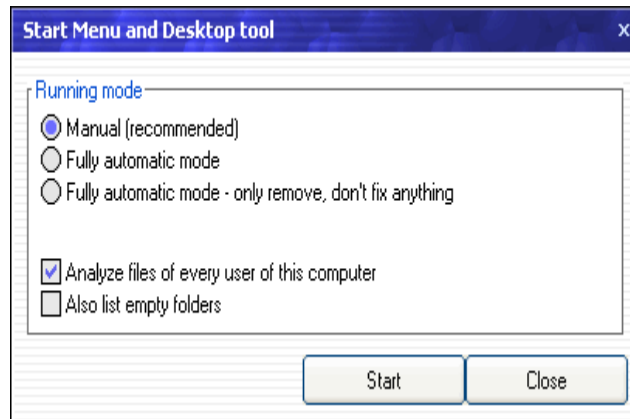 Start Menu and Desktop tool
Running mode
Manual (recommended)
Fully automatic mode
Fully automatic mode - only remove, don't fix anything
Analyze files of every user of this computer
Also list empty folders
Start Close